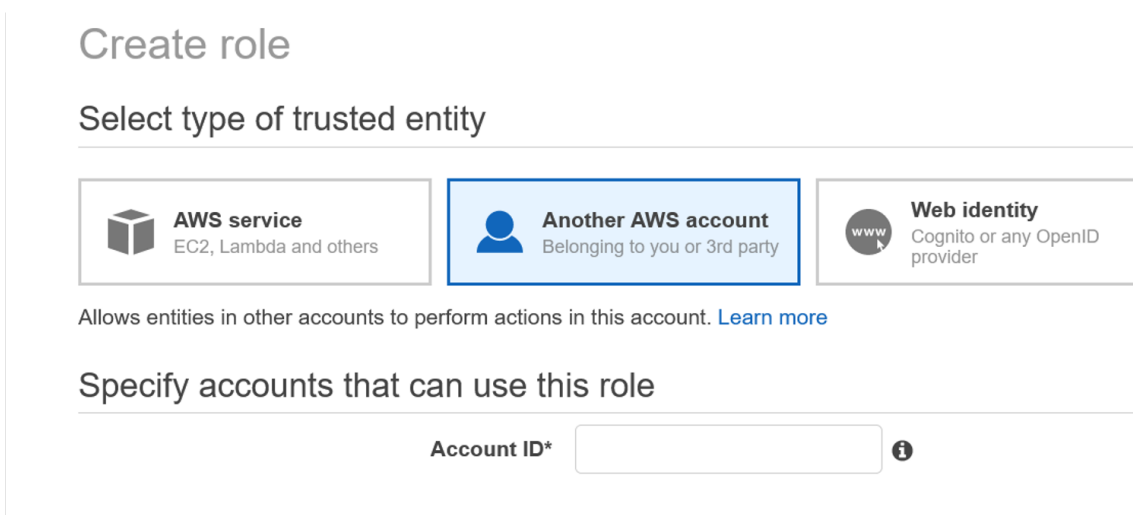 Create role
Select type of trusted entity
AWS service
EC2, Lambda and others
Another AWS account
Belonging to you or 3rd party
www
Web identity
Cognito or any OpenID
provider
Allows entities in other accounts to perform actions in this account. Learn more
Specify accounts that can use this role
Account ID*